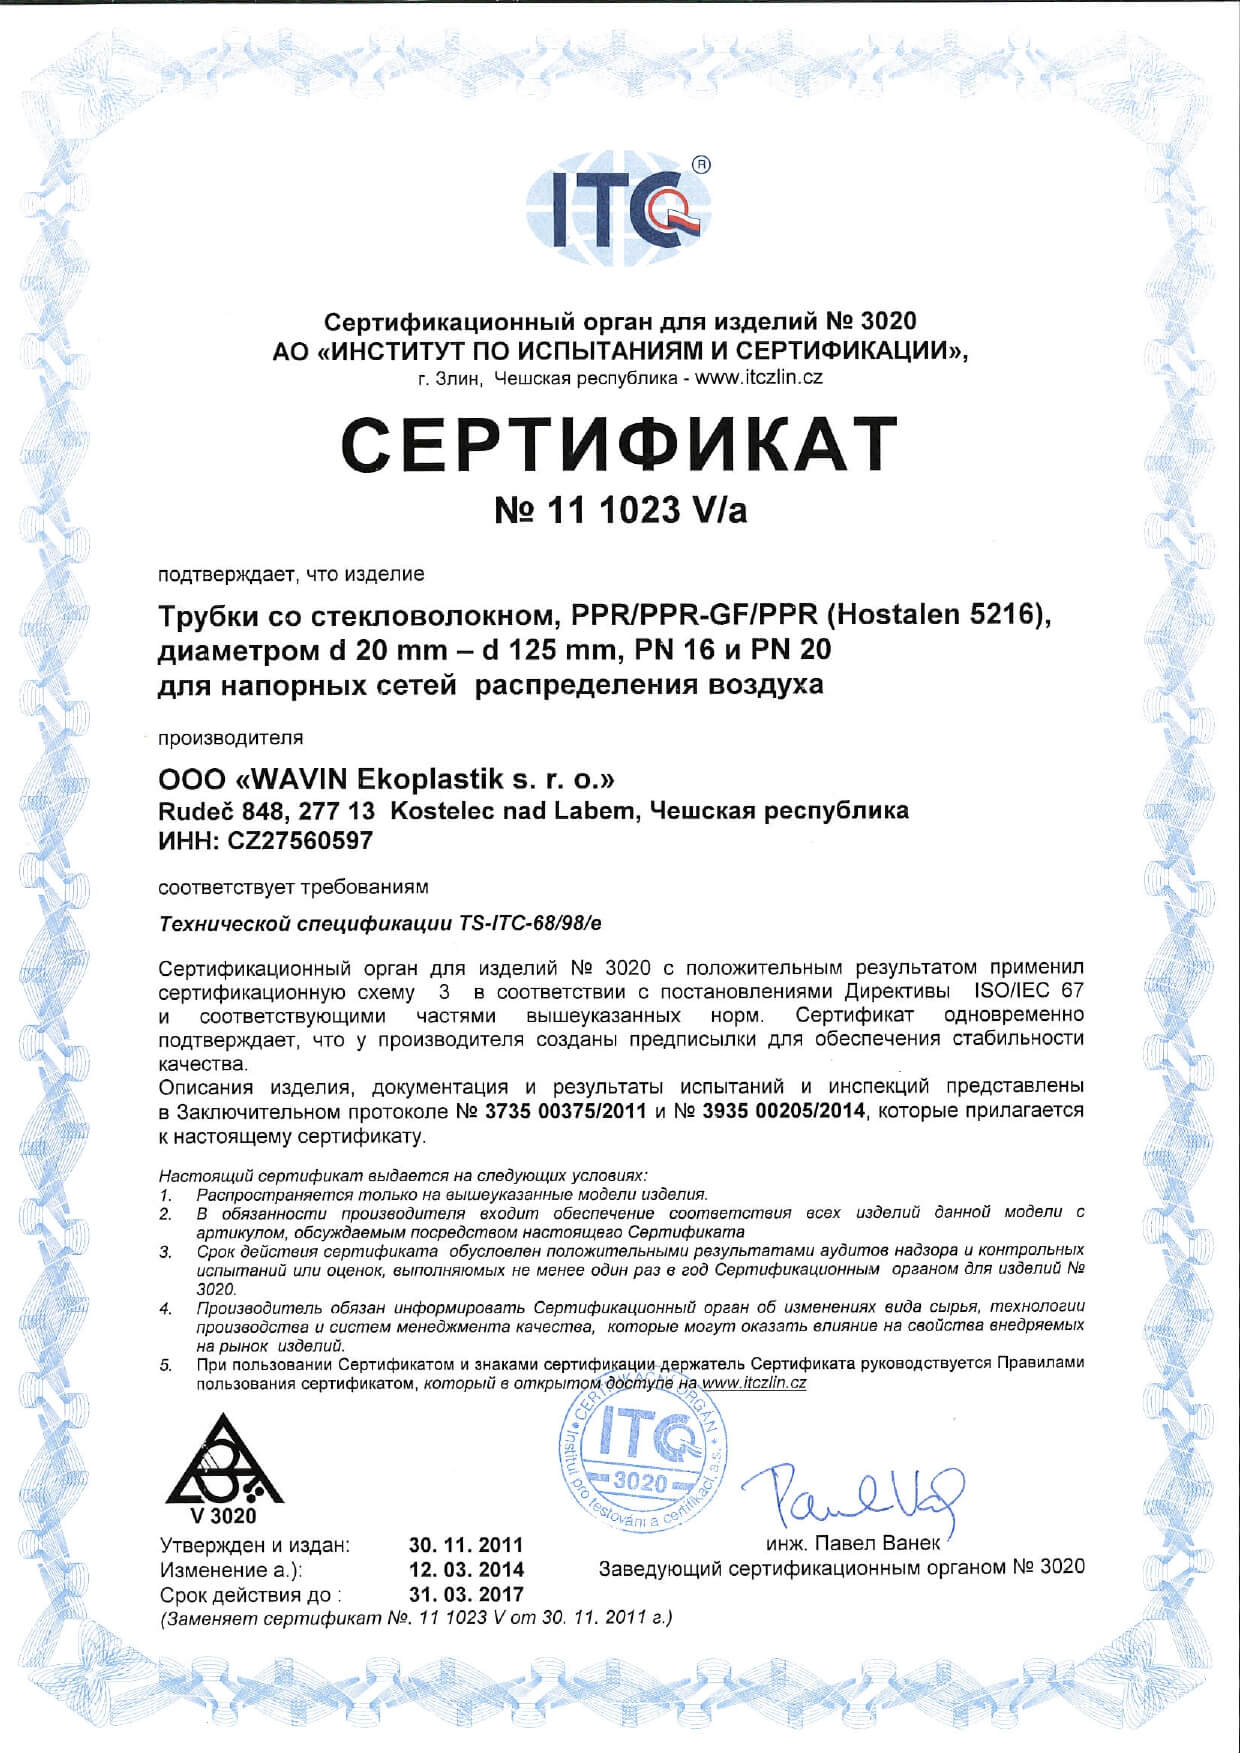 ITC ®
Сертификационный орган для изделий № 3020
АО «ИНСТИТУТ ПО ИСПЫТАНИЯМ И СЕРТИФИКАЦИИ»,
г. Злин, Чешская республика - www.itczlin.cz
СЕРТИФИКАТ
№ 11 1023 V/a
подтверждает, что изделие
Трубки со стекловолокном, PPR/PPR-GF/PPR (Hostalen 5216),
диаметром d 20 mm – d 125 mm, PN 16 и PN 20
для напорных сетей распределения воздуха
производителя
ООО «WAVIN Ekoplastik s. r. o.»
Rudeč 848, 277 13 Kostelec nad Labem, Чешская республика
ИНН: CZ27560597
соответствует требованиям
Технической спецификации TS-ITC-68/98/e
Сертификационный орган для изделий № 3020 с положительным результатом применил
сертификационную схему 3 в соответствии с постановлениями Директивы ISO/IEC 67
и соответствующими частями вышеуказанных норм. Сертификат одновременно
подтверждает, что у производителя созданы предписылки для обеспечения стабильности
качества.
Описания изделия, документация и результаты испытаний и инспекций представлены
в Заключительном протоколе № 3735 00375/2011 и № 3935 00205/2014, которые прилагается
к настоящему сертификату.
Настоящий сертификат выдается на следующих условиях:
1. Распространяется только на вышеуказанные модели изделия.
2. В обязанности производителя входит обеспечение соответствия всех изделий данной модели с
артикулом, обсуждаемым посредством настоящего Сертификата
3. Срок действия сертификата обусловлен положительными результатами аудитов надзора и контрольных
испытаний или оценок, выполняюмых не менее один раз в год Сертификационным органом для изделий №
3020.
4. Производитель обязан информировать Сертификационный орган об изменениях вида сырья, технологии
производства и систем менеджмента качества, которые могут оказать влияние на свойства внедряемых
на рынок изделий.
5. При пользовании Сертификатом и знаками сертификации держатель Сертификата руководствуется Правилами
пользования сертификатом, который в открытом доступе на www.itczlin.cz
CERTIFIKAČNÍ ORGÁN
ITC
3020
Institut pro testování a certifikaci, a.s.
V 3020
Утвержден и издан: 30. 11. 2011
инж. Павел Ванек
Изменение а.): 12. 03. 2014
Заведующий сертификационным органом № 3020
Срок действия до : 31. 03. 2017
(Заменяет сертификат №. 11 1023 V от 30. 11. 2011 г.)